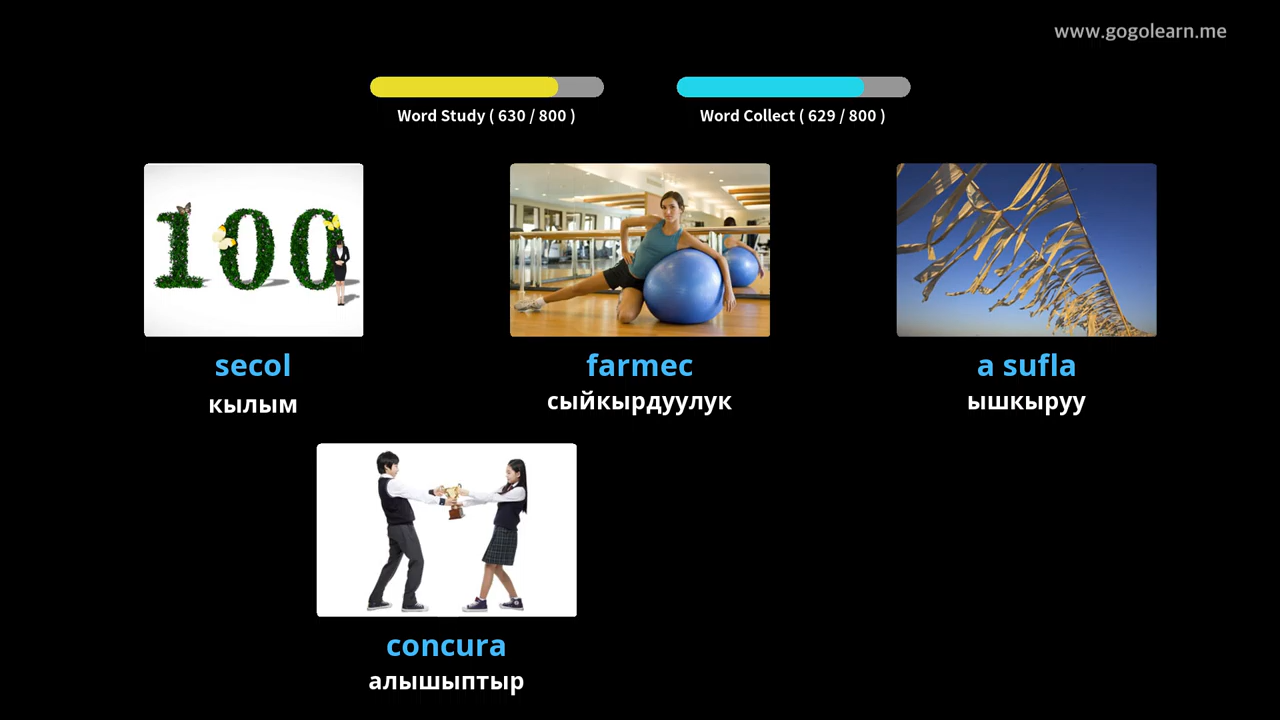 www.gogolearn.me
Word Study ( 630 / 800 )
Word Collect ( 629 / 800 )
100
secol
кылым
farmec
сыйкырдуулук
a sufla
ышкыруу
concura
алышыптыр